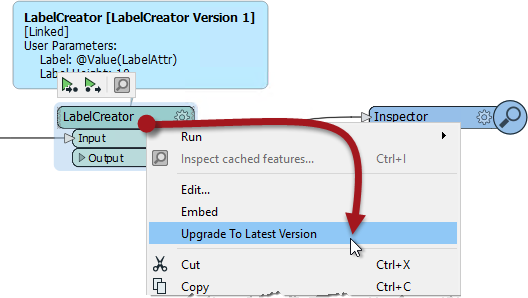 LabelCreator [LabelCreator Version 1]
[Linked]
User Parameters:
Label: @Value(LabelAttr)
Label Height: 10
LabelCreator
Input
Output
Inspector
Run
Inspect cached features... Ctrl+I
Edit...
Embed
Upgrade To Latest Version
Cut Ctrl+X
Copy Ctrl+C